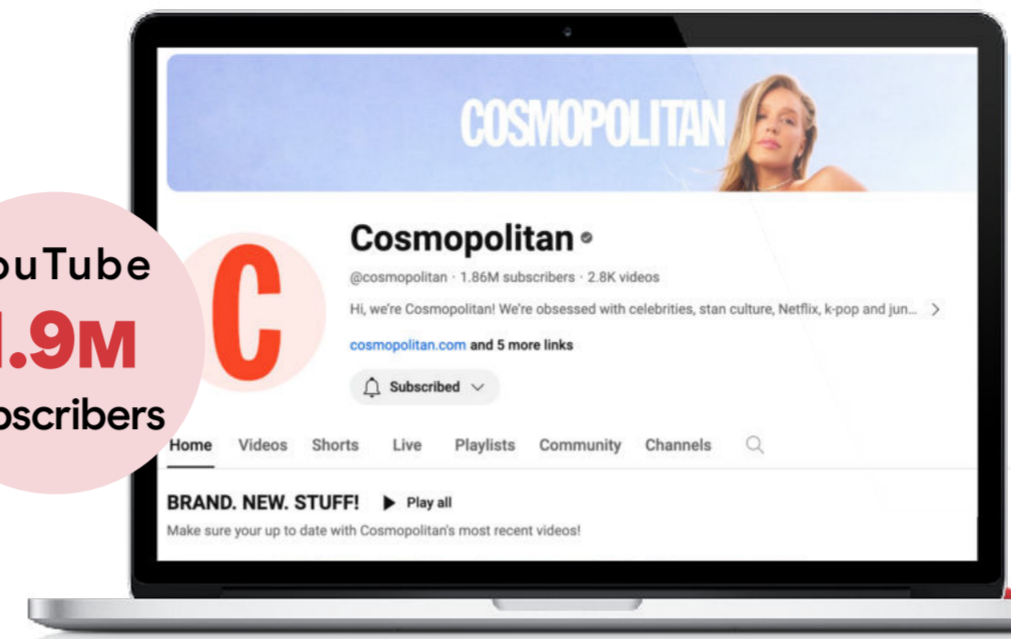 COSMOPOLITAN
Cosmopolitan
@cosmopolitan · 1.86M subscribers · 2.8K videos
Hi, we're Cosmopolitan! We're obsessed with celebrities, stan culture, Netflix, k-pop and jun...
cosmopolitan.com and 5 more links
Subscribed
C
ouTube
1.9M
bscribers
Home Videos Shorts Live Playlists Community Channels
BRAND. NEW. STUFF! Play all
Make sure your up to date with Cosmopolitan's most recent videos!